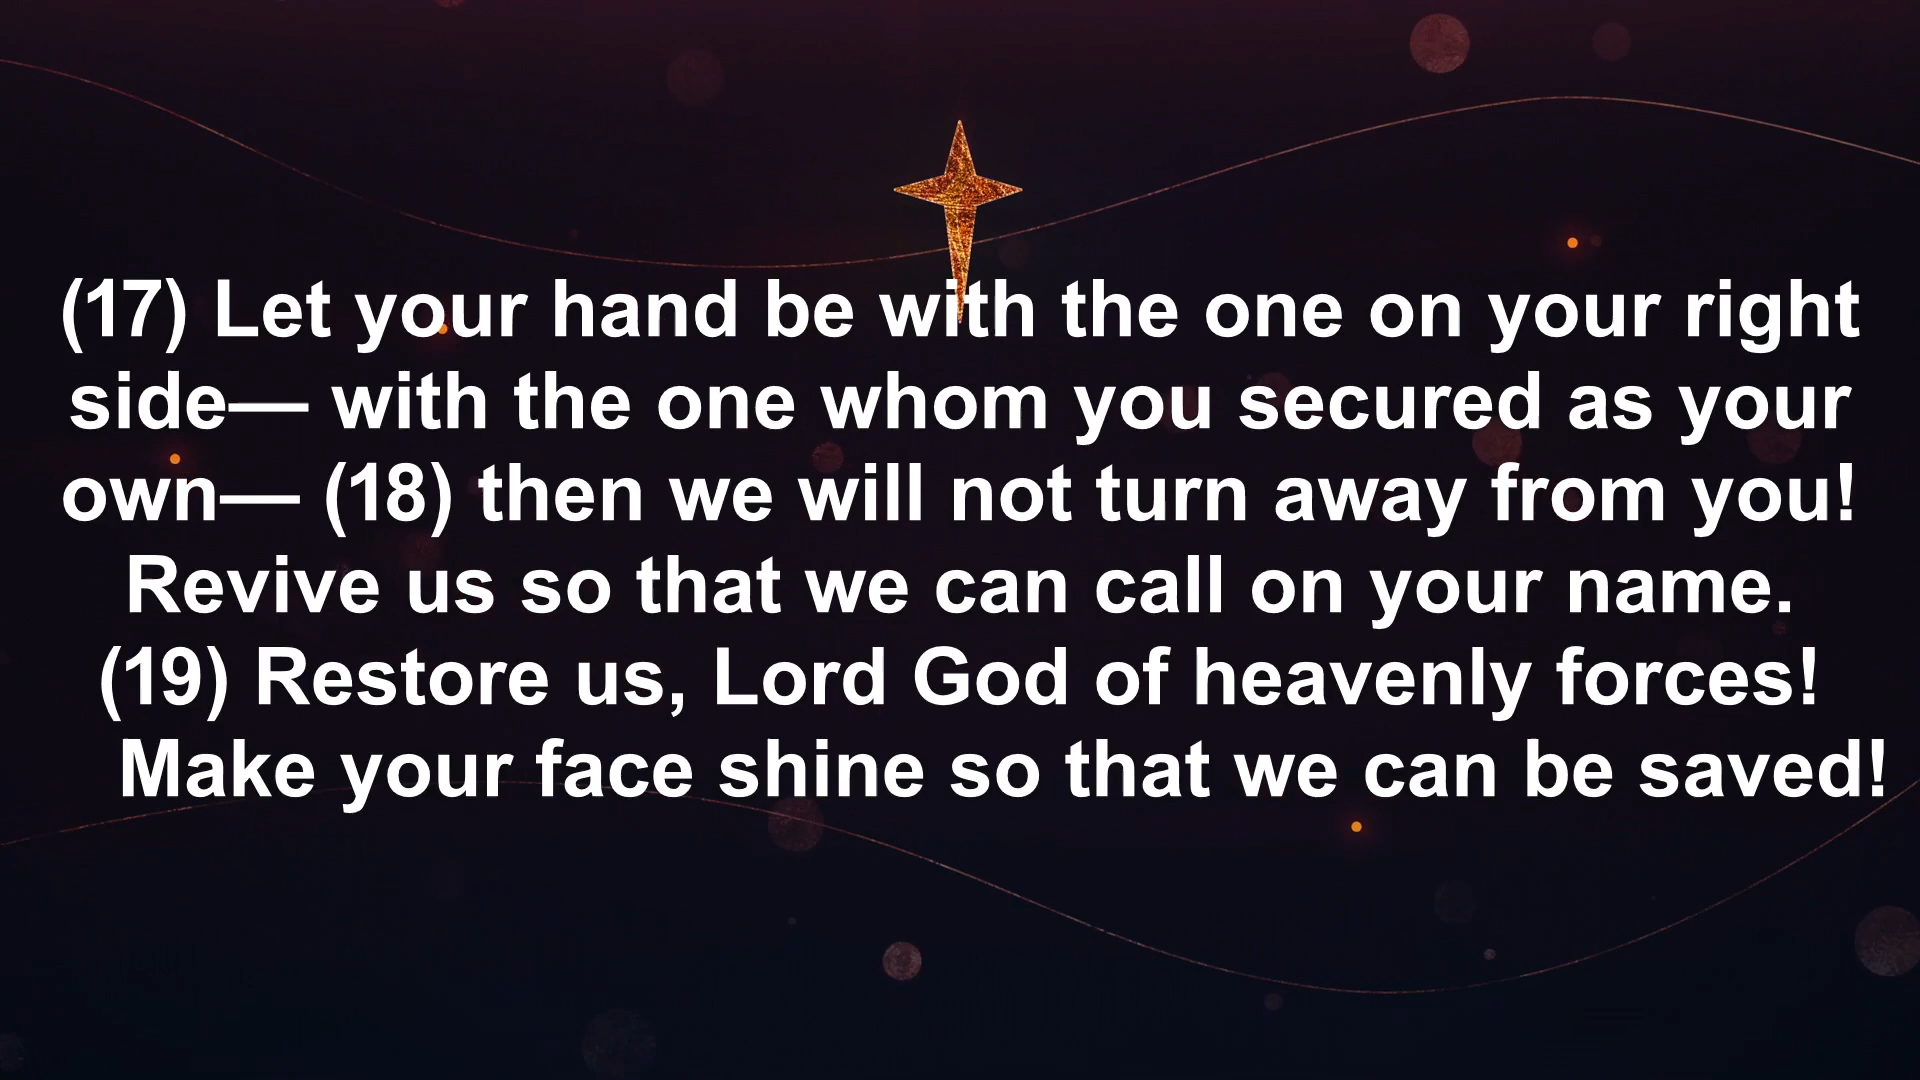 (17) Let your hand be with the one on your right
side— with the one whom you secured as your
own— (18) then we will not turn away from you!
Revive us so that we can call on your name.
(19) Restore us, Lord God of heavenly forces!
Make your face shine so that we can be saved!